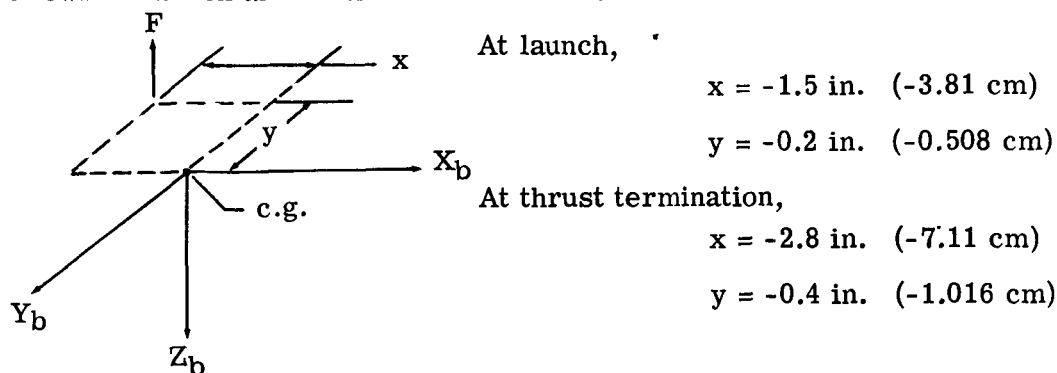 F
x
y
X_b
c.g.
Y_b
Z_b
At launch,
x = -1.5 in. (-3.81 cm)
y = -0.2 in. (-0.508 cm)
At thrust termination,
x = -2.8 in. (-7.11 cm)
y = -0.4 in. (-1.016 cm)